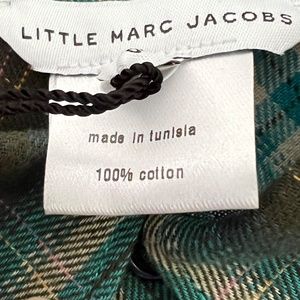 LITTLE MARC JACOBS
made in tunisia
100% cotton